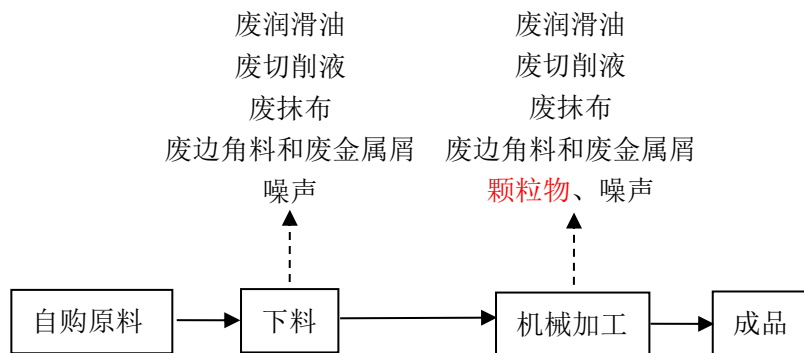 废润滑油
废切削液
废抹布
废边角料和废金属屑
噪声
废润滑油
废切削液
废抹布
废边角料和废金属屑
颗粒物、噪声
自购原料
下料
机械加工
成品